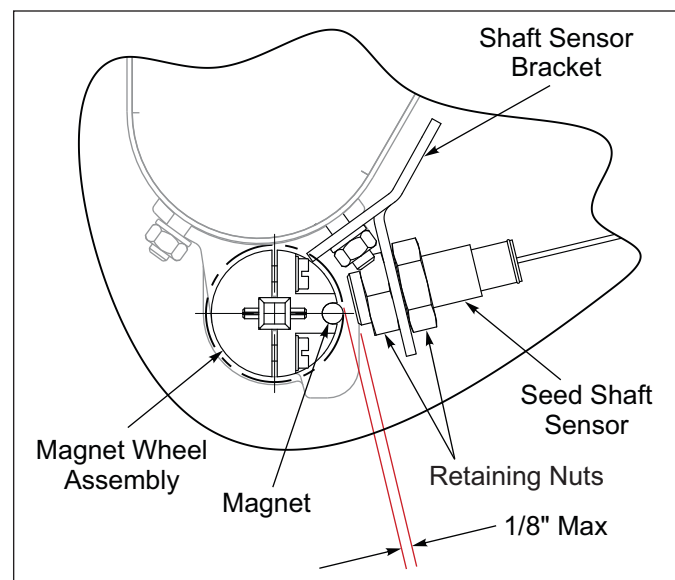 Shaft Sensor
Bracket
Seed Shaft
Sensor
Magnet Wheel
Assembly
Magnet
Retaining Nuts
1/8" Max